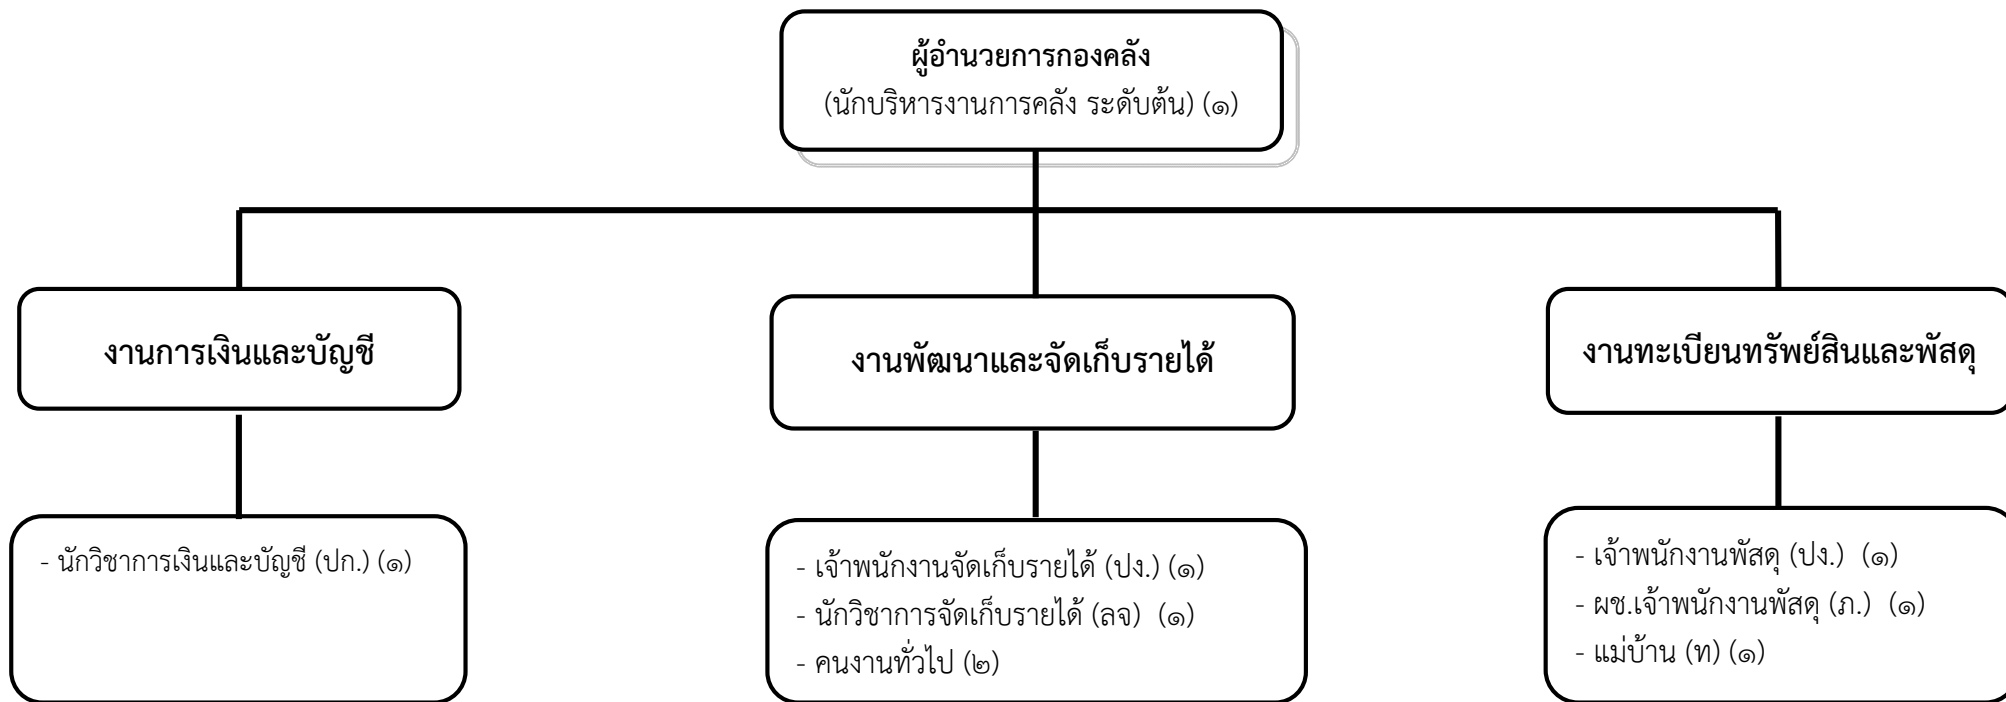 ผู้อำนวยการกองคลัง
(นักบริหารงานการคลัง ระดับต้น) (๑)
งานการเงินและบัญชี
งานพัฒนาและจัดเก็บรายได้
งานทะเบียนทรัพย์สินและพัสดุ
- นักวิชาการเงินและบัญชี (ปก.) (๑)
- เจ้าพนักงานจัดเก็บรายได้ (ปง.) (๑)
- นักวิชาการจัดเก็บรายได้ (ลจ) (๑)
- คนงานทั่วไป (๒)
- เจ้าพนักงานพัสดุ (ปง.) (๑)
- ผช.เจ้าพนักงานพัสดุ (ภ.) (๑)
- แม่บ้าน (ท) (๑)